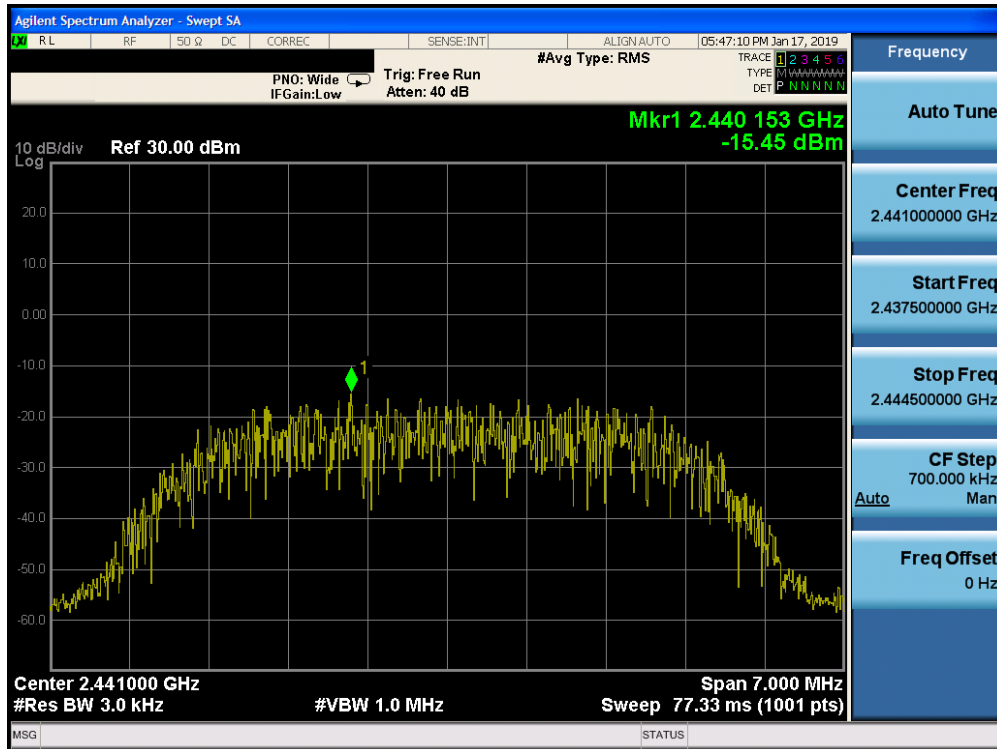 Agilent Spectrum Analyzer - Swept SA
LXI RL RF 50 Ω DC CORREC SENSE:INT ALIGN AUTO 05:47:10 PM Jan 17, 2019
Frequency
#Avg Type: RMS
TRACE 1 2 3 4 5 6
PNO: Wide Trig: Free Run
TYPE M WWWWW
IFGain:Low Atten: 40 dB
DET P N N N N N
Auto Tune
Mkr1 2.440 153 GHz
-15.45 dBm
10 dB/div Ref 30.00 dBm
Log
20.0
10.0
0.00
-10.0
-20.0
-30.0
-40.0
-50.0
-60.0
1
Center Freq
2.441000000 GHz
Start Freq
2.437500000 GHz
Stop Freq
2.444500000 GHz
CF Step
700.000 kHz
Auto Man
Freq Offset
0 Hz
Center 2.441000 GHz Span 7.000 MHz
#Res BW 3.0 kHz #VBW 1.0 MHz Sweep 77.33 ms (1001 pts)
MSG STATUS